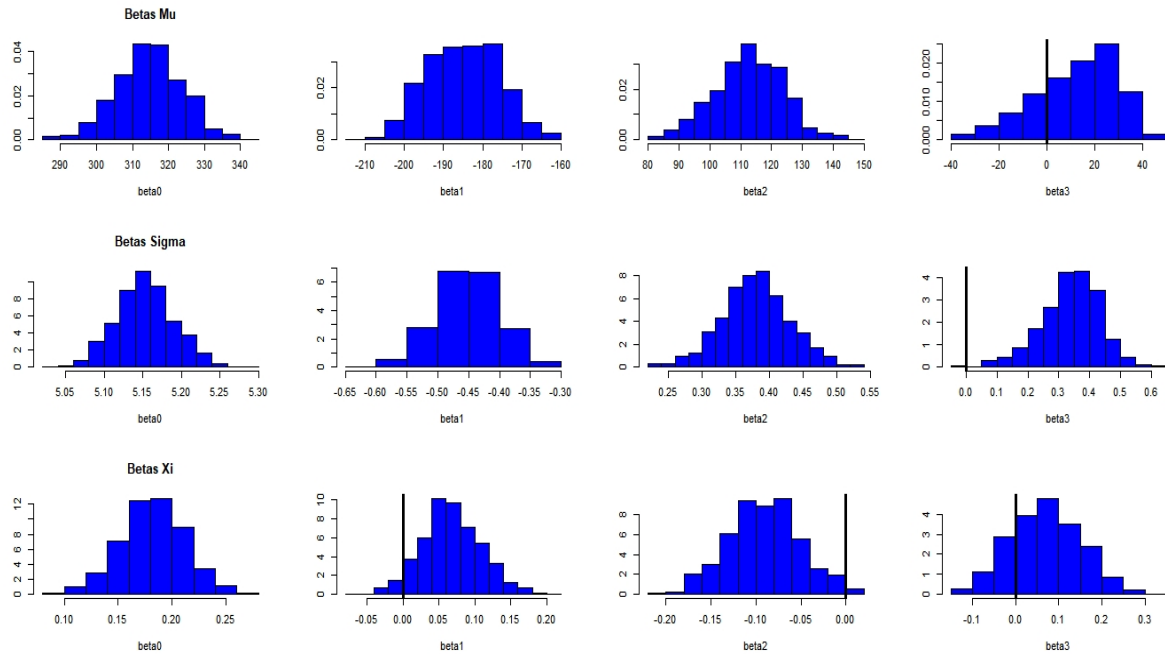 Betas Mu
0.00 0.02 0.04
290 300 310 320 330 340
beta0
0.00 0.02
-210 -200 -190 -180 -170 -160
beta1
0.00 0.02
80 90 100 110 120 130 140 150
beta2
0.000 0.010 0.020
-40 -20 0 20 40
beta3
Betas Sigma
0 2 4 6 8
5.05 5.10 5.15 5.20 5.25 5.30
beta0
0 2 4 6
-0.65 -0.60 -0.55 -0.50 -0.45 -0.40 -0.35 -0.30
beta1
0 2 4 6 8
0.25 0.30 0.35 0.40 0.45 0.50 0.55
beta2
0 1 2 3 4
0.0 0.1 0.2 0.3 0.4 0.5 0.6
beta3
Betas Xi
0 2 4 6 8 12
0.10 0.15 0.20 0.25
beta0
0 2 4 6 8 10
-0.05 0.00 0.05 0.10 0.15 0.20
beta1
0 2 4 6 8
-0.20 -0.15 -0.10 -0.05 0.00
beta2
0 1 2 3 4
-0.1 0.0 0.1 0.2 0.3
beta3